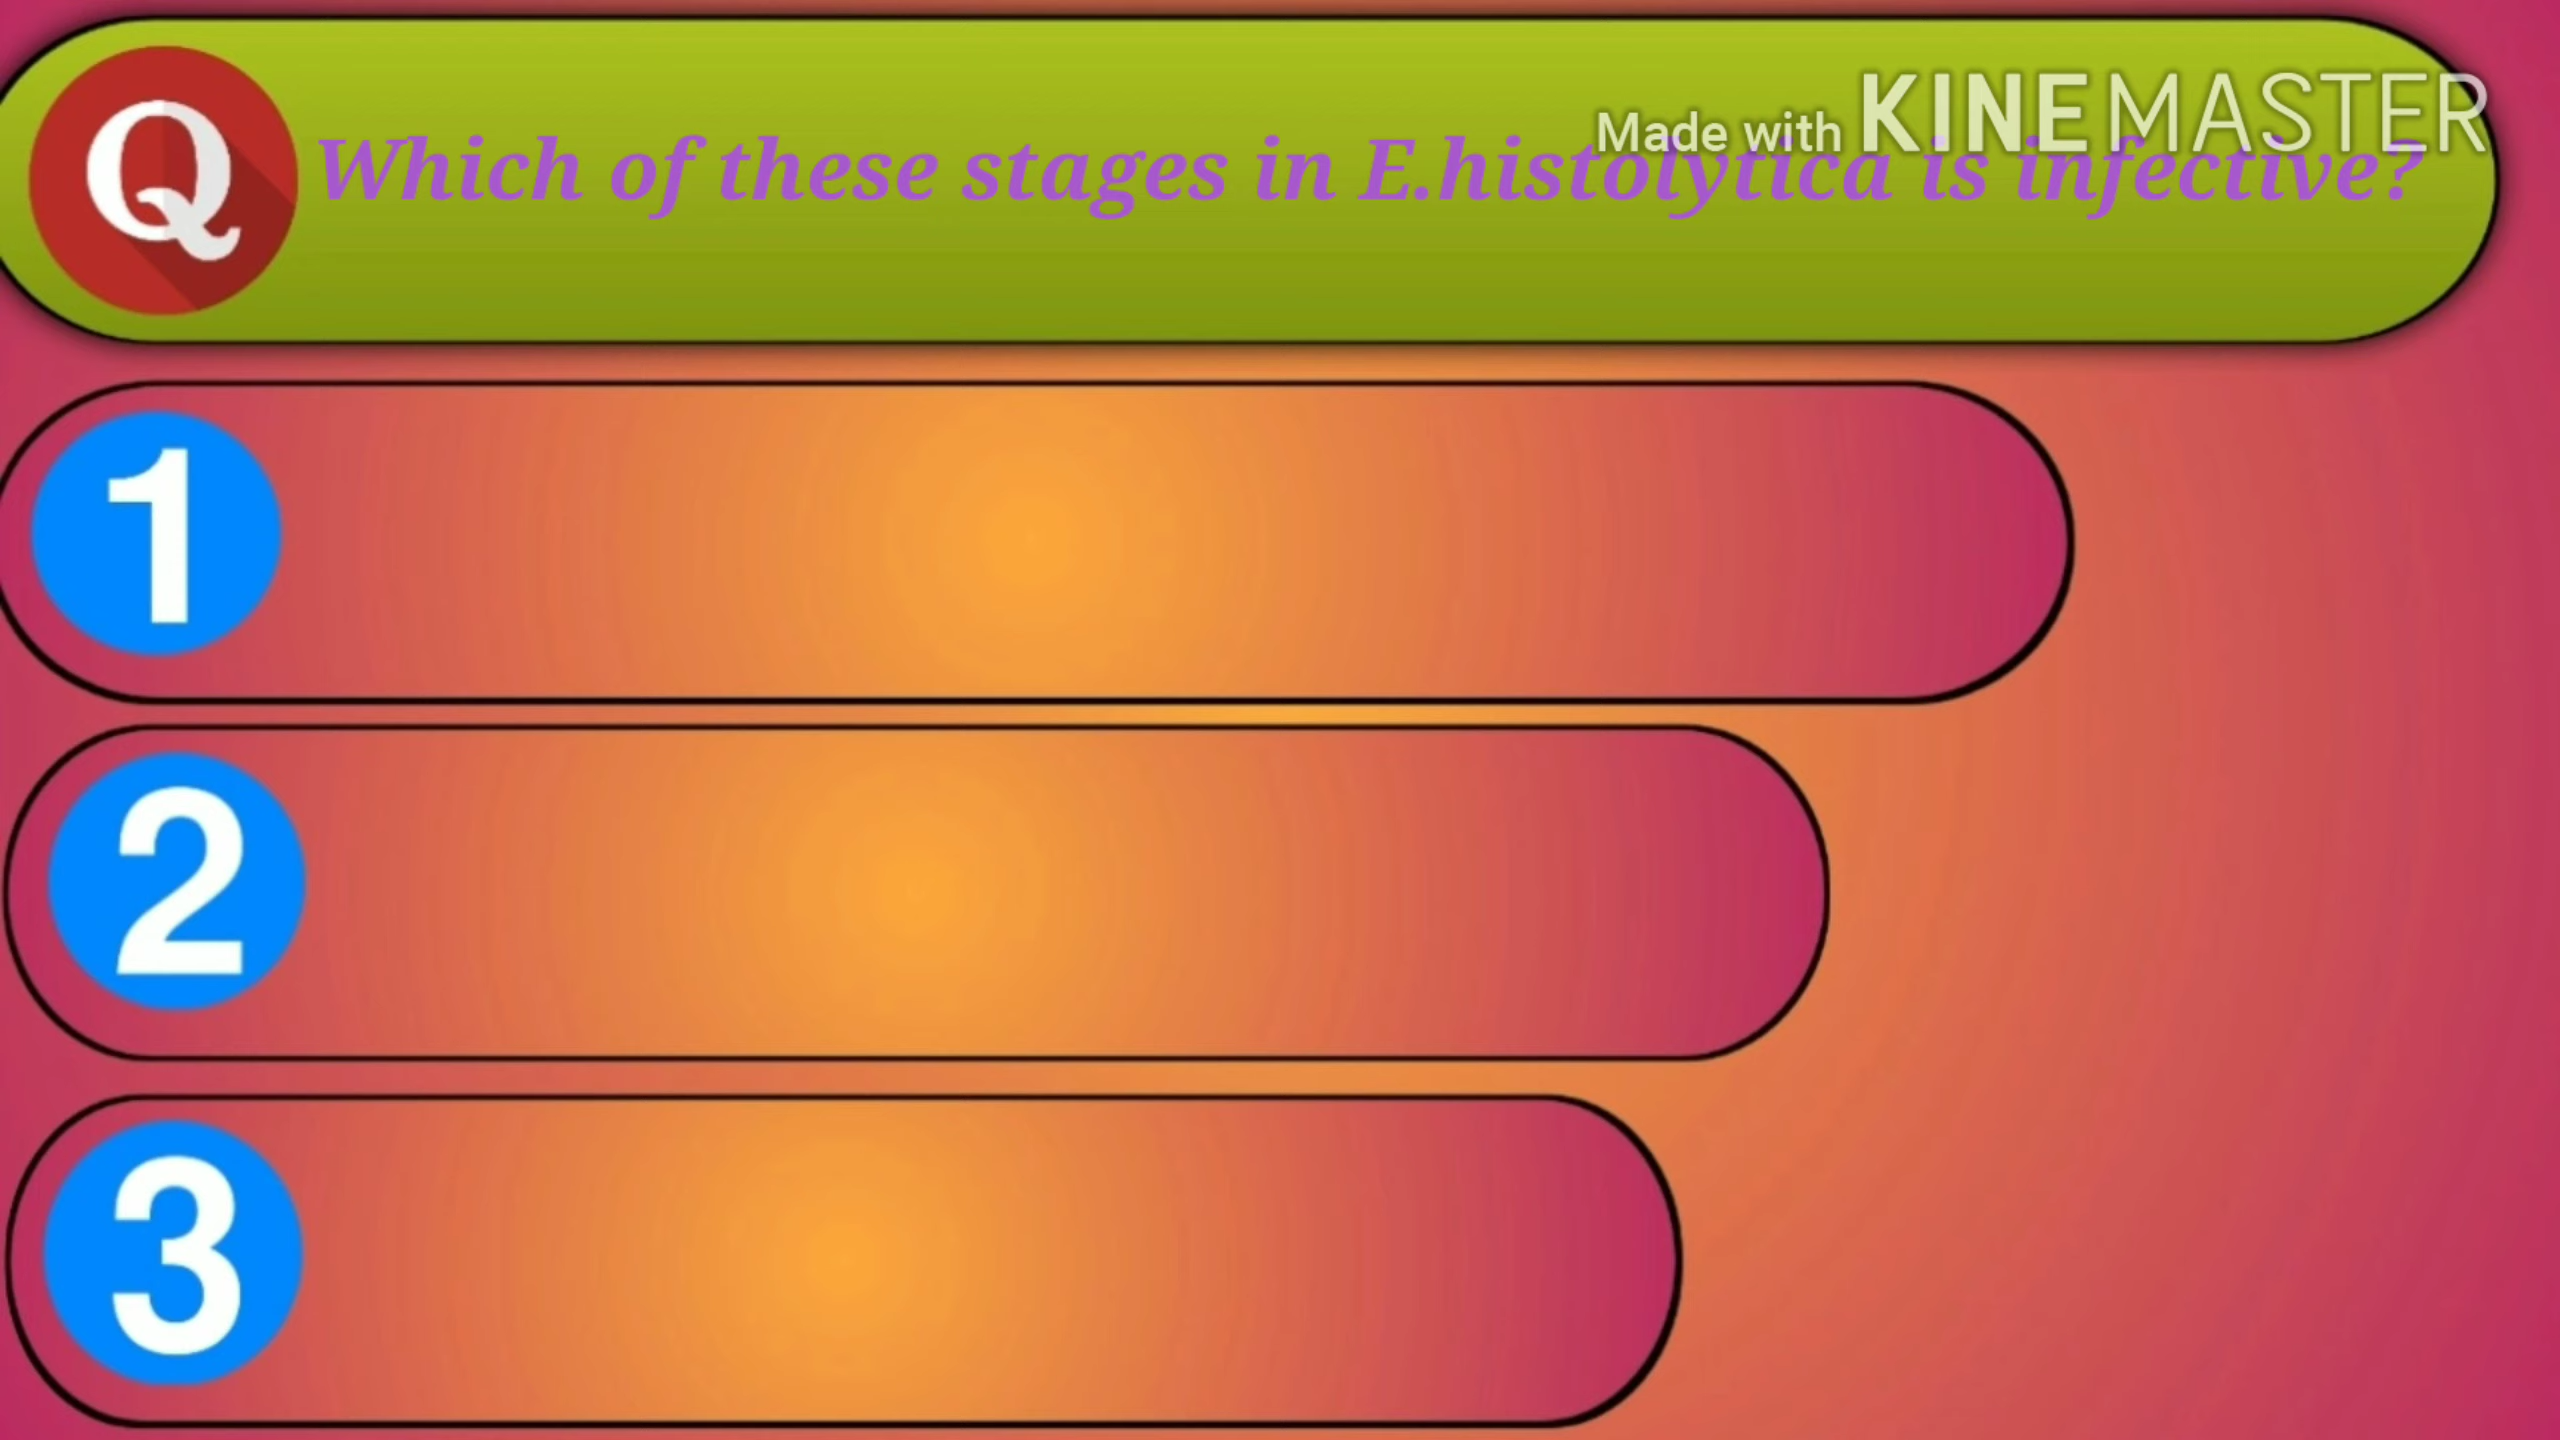 Made with KINEMASTER
Q Which of these stages in E.histolytica is infective?
1
2
3